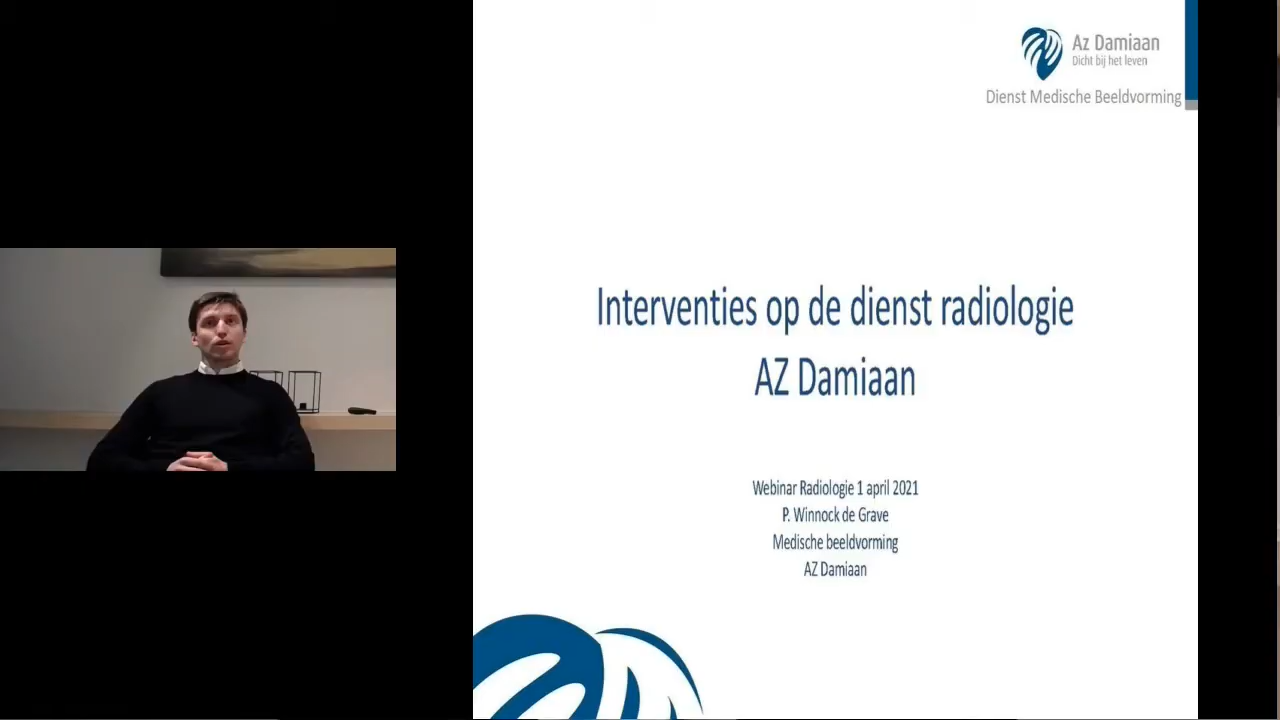 Az Damiaan
Dicht bij het leven
Dienst Medische Beeldvorming
Interventies op de dienst radiologie
AZ Damiaan
Webinar Radiologie 1 april 2021
P. Winnock de Grave
Medische beeldvorming
AZ Damiaan